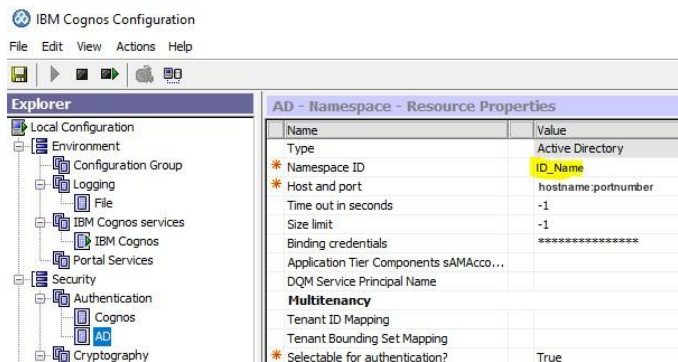 IBM Cognos Configuration
File Edit View Actions Help
Explorer
Local Configuration
Environment
Configuration Group
Logging
File
IBM Cognos services
IBM Cognos
Portal Services
Security
Authentication
Cognos
AD
Cryptography
AD - Namespace - Resource Properties
Name Value
Type Active Directory
* Namespace ID ID_Name
* Host and port hostname:portnumber
Time out in seconds -1
Size limit -1
Binding credentials ***************
Application Tier Components sAMAcco...
DQM Service Principal Name
Multitenancy
Tenant ID Mapping
Tenant Bounding Set Mapping
* Selectable for authentication? True